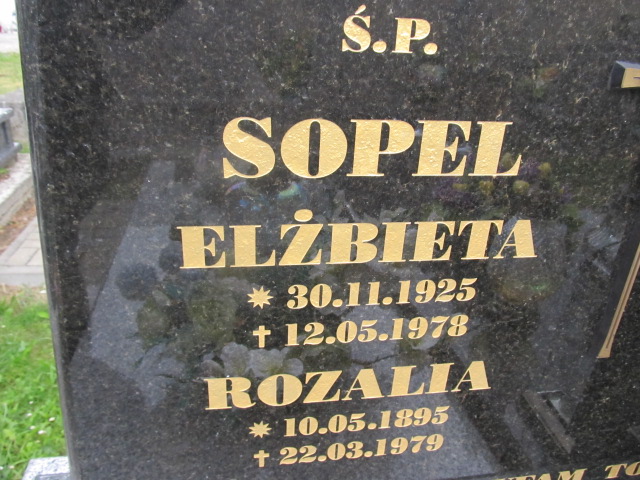 Ś.P.
SOPEL
ELŻBIETA
✷ 30.11.1925
† 12.05.1978
ROZALIA
✷ 10.05.1895
† 22.03.1979